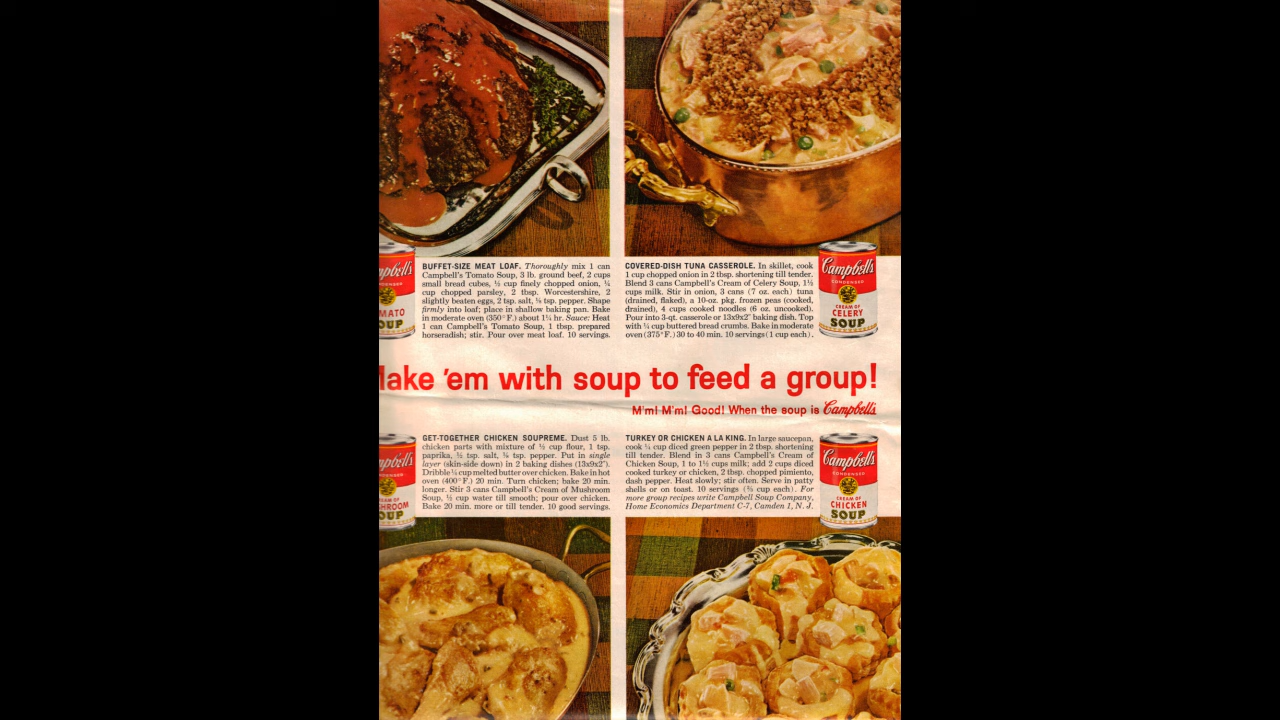 BUFFET-SIZE MEAT LOAF. Thoroughly mix 1 can
Campbell's Tomato Soup, 3 lb. ground beef, 2 cups
small bread cubes, ½ cup finely chopped onion, ¼
cup chopped parsley, 2 tbsp. Worcestershire, 2
slightly beaten eggs, 2 tsp. salt, ¼ tsp. pepper. Shape
firmly into loaf; place in shallow baking pan. Bake
in moderate oven (350°F.) about 1¼ hr. Sauce: Heat
1 can Campbell's Tomato Soup, 1 tbsp. prepared
horseradish; stir. Pour over meat loaf. 10 servings.
COVERED-DISH TUNA CASSEROLE. In skillet, cook
1 cup chopped onion in 2 tbsp. shortening till tender.
Blend 3 cans Campbell's Cream of Celery Soup, 1½
cups milk. Stir in onion, 3 cans (7 oz. each) tuna
(drained, flaked), a 10-oz. pkg. frozen peas (cooked,
drained), 4 cups cooked noodles (6 oz. uncooked).
Pour into 3-qt. casserole or 13x9x2" baking dish. Top
with ¼ cup buttered bread crumbs. Bake in moderate
oven (375°F.) 30 to 40 min. 10 servings (1 cup each).
mpbell's
CONDENSER
MATO
OUP
Campbell's
CONDENSED
CREAM OF
CELERY
SOUP
Make 'em with soup to feed a group!
M'm! M'm! Good! When the soup is Campbell's
GET-TOGETHER CHICKEN SOUPREME. Dust 5 lb.
chicken parts with mixture of ½ cup flour, 1 tsp.
paprika, ½ tsp. salt, ⅛ tsp. pepper. Put in single
layer (skin-side down) in 2 baking dishes (13x9x2").
Dribble ¼ cup melted butter over chicken. Bake in hot
oven (400°F.) 20 min. Turn chicken; bake 20 min.
longer. Stir 3 cans Campbell's Cream of Mushroom
Soup, ½ cup water till smooth; pour over chicken.
Bake 20 min. more or till tender. 10 good servings.
TURKEY OR CHICKEN A LA KING. In large saucepan,
cook ¼ cup diced green pepper in 2 tbsp. shortening
till tender. Blend in 3 cans Campbell's Cream of
Chicken Soup, 1 to 1½ cups milk; add 2 cups diced
cooked turkey or chicken, 2 tbsp. chopped pimiento,
dash pepper. Heat slowly; stir often. Serve in patty
shells or on toast. 10 servings (⅔ cup each). For
more group recipes write Campbell Soup Company,
Home Economics Department C-7, Camden 1, N. J.
mpbell's
CREAM OF
SHROOM
OUP
Campbell's
CONDENSED
CREAM OF
CHICKEN
SOUP